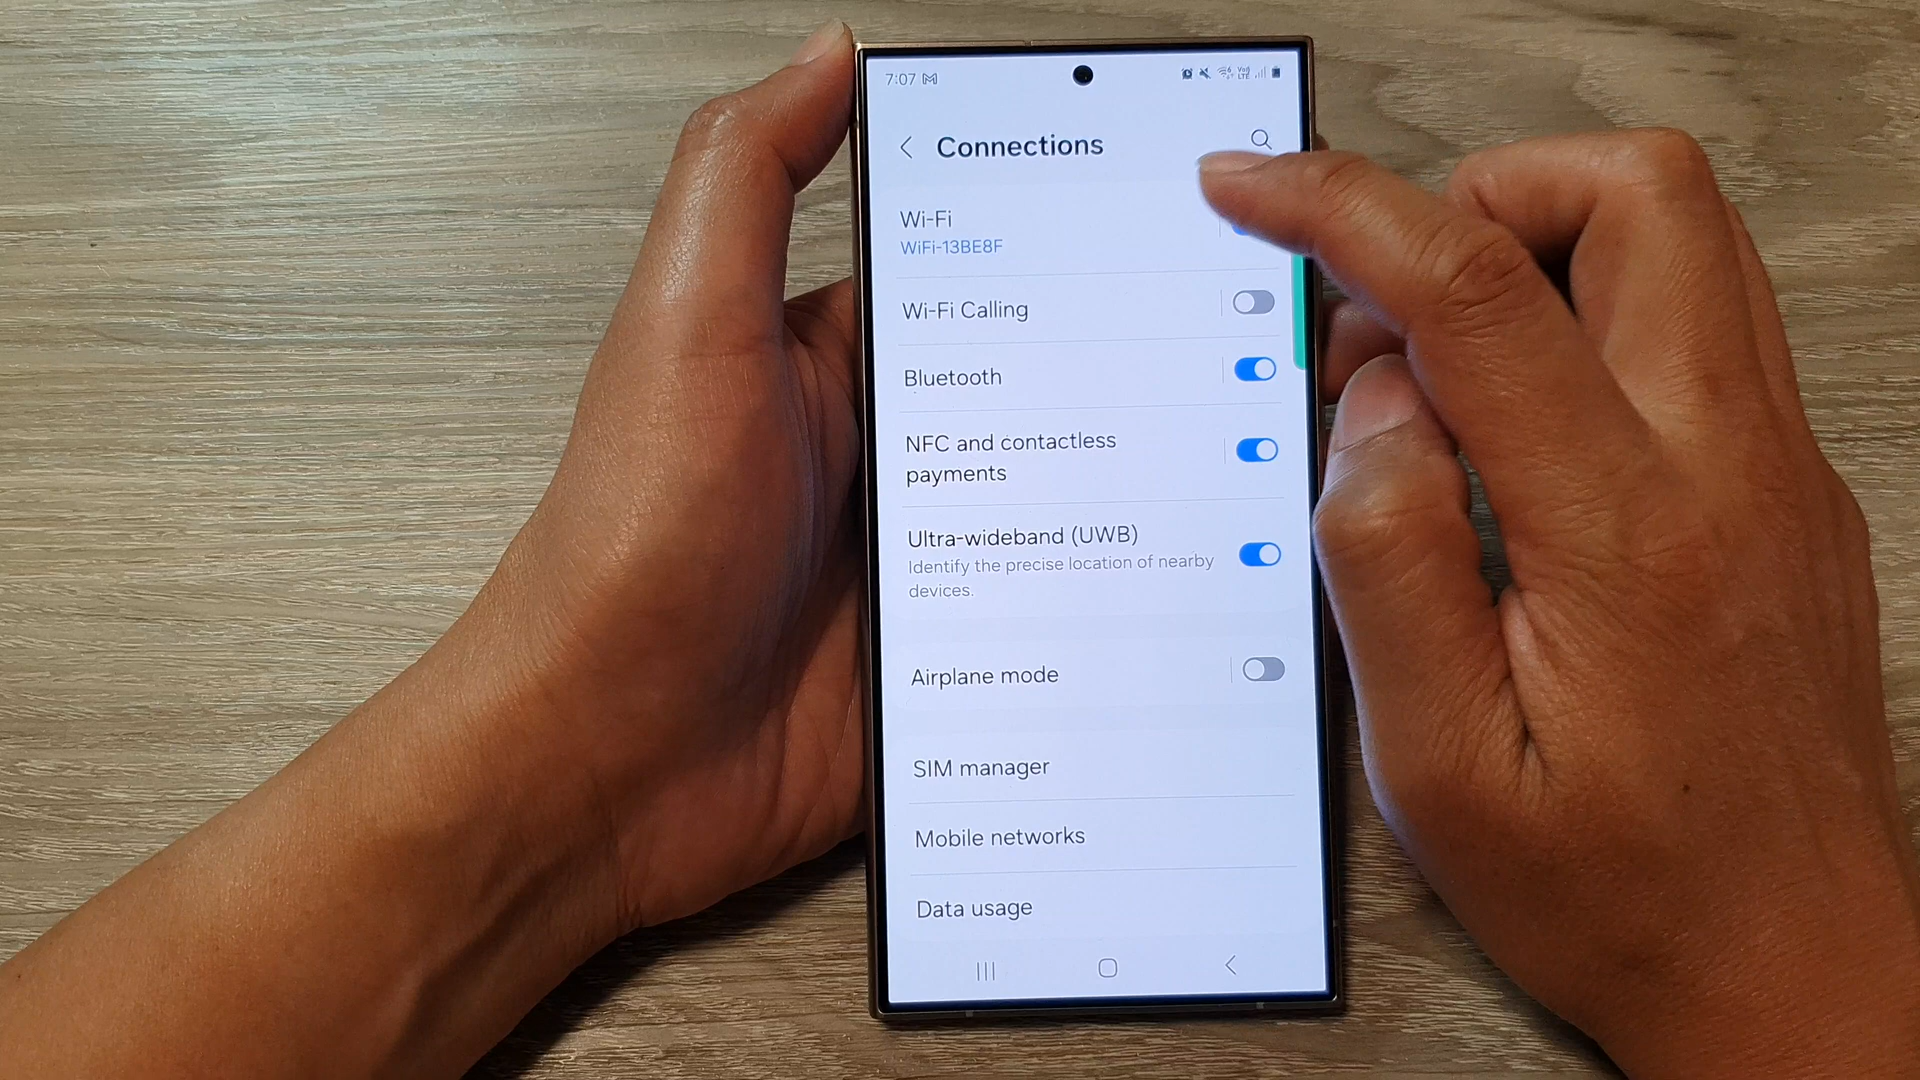 7:07
Connections
Wi-Fi
WiFi-13BE8F
Wi-Fi Calling
Bluetooth
NFC and contactless
payments
Ultra-wideband (UWB)
Identify the precise location of nearby
devices.
Airplane mode
SIM manager
Mobile networks
Data usage